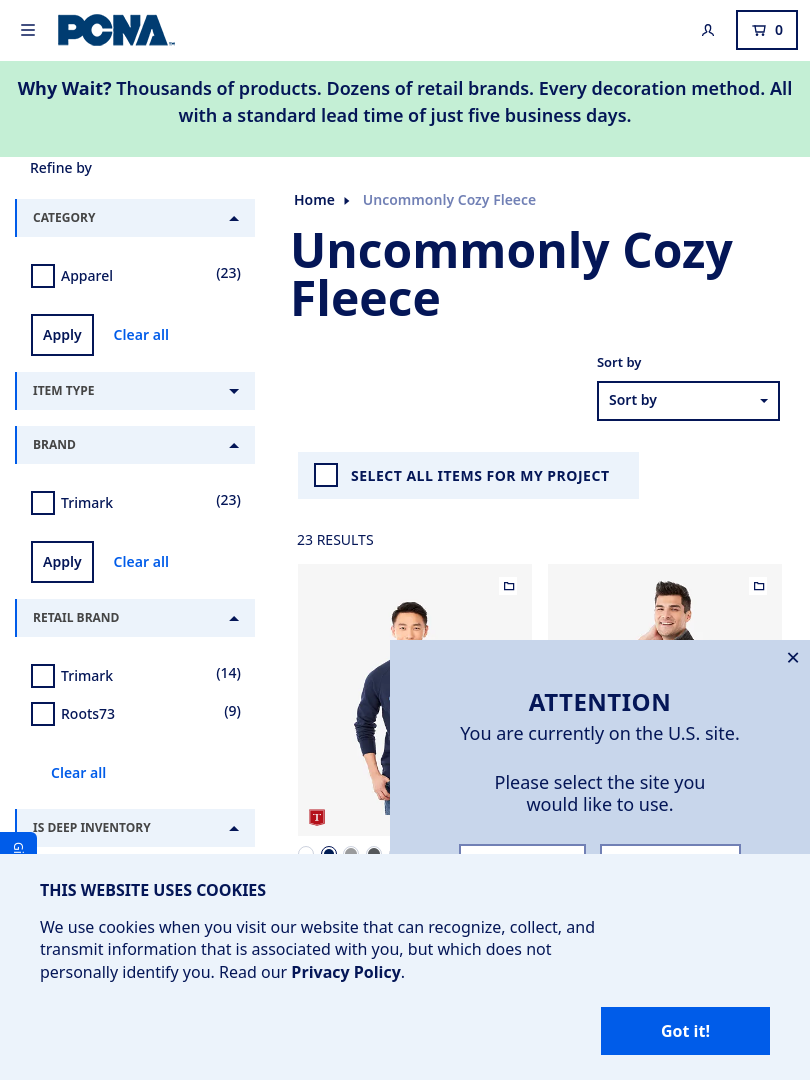 PCNA
0
Why Wait? Thousands of products. Dozens of retail brands. Every decoration method. All
with a standard lead time of just five business days.
Refine by
CATEGORY
Apparel (23)
Apply Clear all
ITEM TYPE
BRAND
Trimark (23)
Apply Clear all
RETAIL BRAND
Trimark (14)
Roots73 (9)
Clear all
IS DEEP INVENTORY
Home Uncommonly Cozy Fleece
Uncommonly Cozy
Fleece
Sort by
Sort by
SELECT ALL ITEMS FOR MY PROJECT
23 RESULTS
T
ATTENTION
You are currently on the U.S. site.
Please select the site you
would like to use.
THIS WEBSITE USES COOKIES
We use cookies when you visit our website that can recognize, collect, and
transmit information that is associated with you, but which does not
personally identify you. Read our Privacy Policy.
Got it!